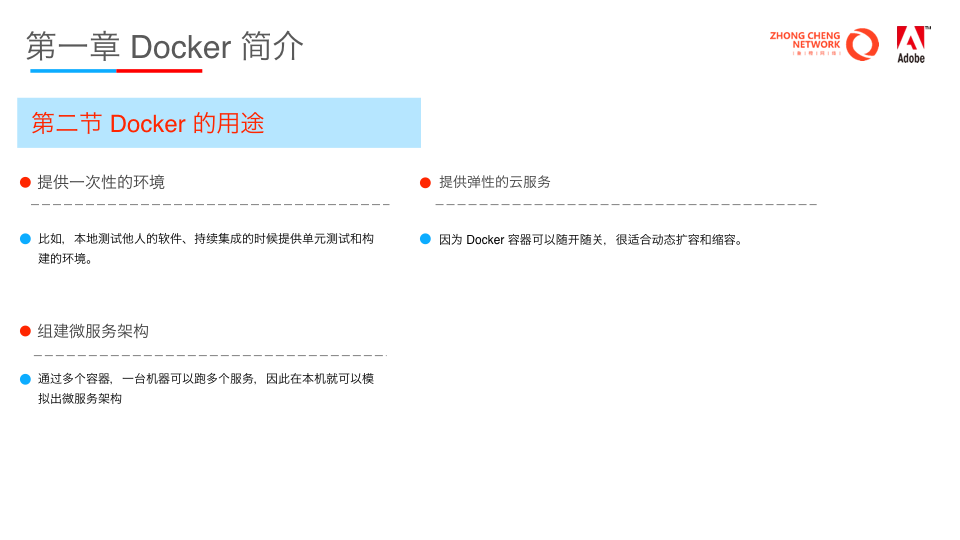 第一章 Docker 简介
ZHONG CHENG
NETWORK
Adobe
第二节 Docker 的用途
提供一次性的环境
比如，本地测试他人的软件、持续集成的时候提供单元测试和构
建的环境。
提供弹性的云服务
因为 Docker 容器可以随开随关，很适合动态扩容和缩容。
组建微服务架构
通过多个容器，一台机器可以跑多个服务，因此在本机就可以模
拟出微服务架构